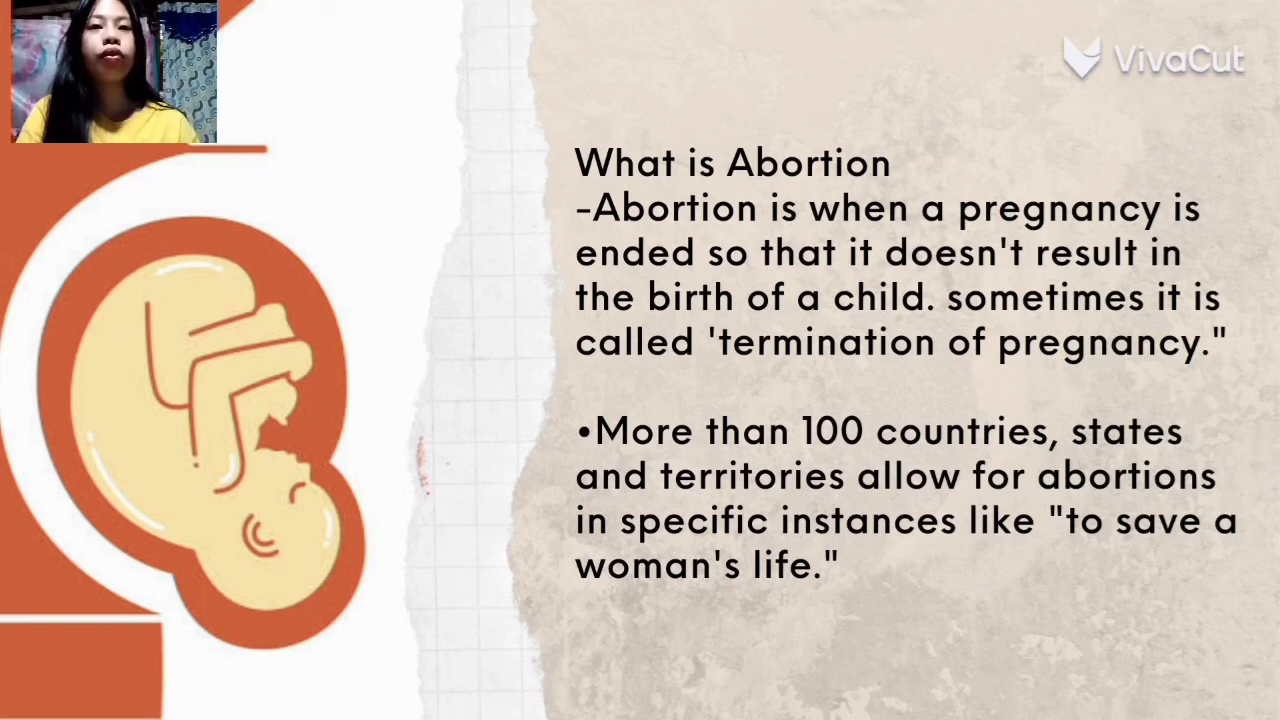 VivaCut
What is Abortion
-Abortion is when a pregnancy is
ended so that it doesn't result in
the birth of a child. sometimes it is
called 'termination of pregnancy."
•More than 100 countries, states
and territories allow for abortions
in specific instances like "to save a
woman's life."